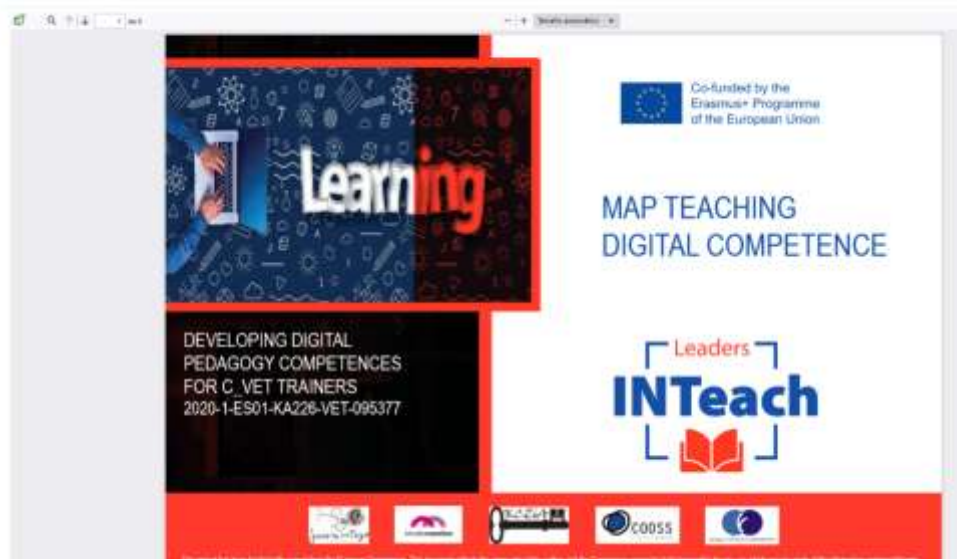 Learning
Co-funded by the
Erasmus+ Programme
of the European Union
MAP TEACHING
DIGITAL COMPETENCE
DEVELOPING DIGITAL
PEDAGOGY COMPETENCES
FOR C_VET TRAINERS
2020-1-ES01-KA226-VET-095377
Leaders
INTeach
COOSS